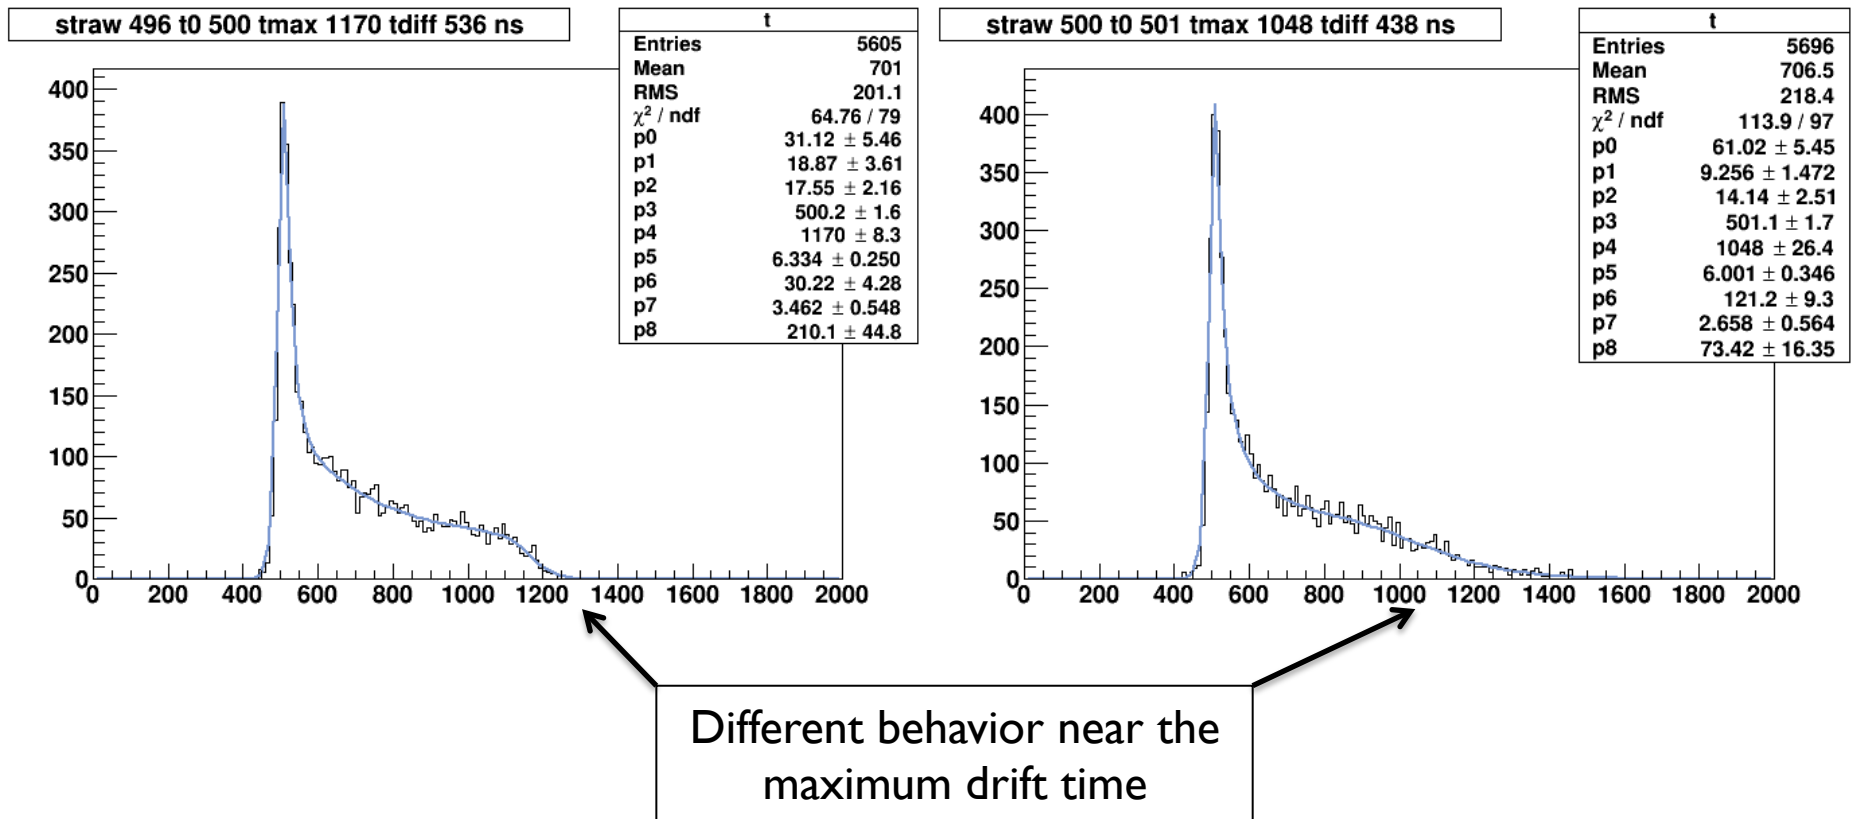 straw 496 t0 500 tmax 1170 tdiff 536 ns
t
Entries 5605
Mean 701
RMS 201.1
χ² / ndf 64.76 / 79
p0 31.12 ± 5.46
p1 18.87 ± 3.61
p2 17.55 ± 2.16
p3 500.2 ± 1.6
p4 1170 ± 8.3
p5 6.334 ± 0.250
p6 30.22 ± 4.28
p7 3.462 ± 0.548
p8 210.1 ± 44.8
400
350
300
250
200
150
100
50
0
0 200 400 600 800 1000 1200 1400 1600 1800 2000
straw 500 t0 501 tmax 1048 tdiff 438 ns
t
Entries 5696
Mean 706.5
RMS 218.4
χ² / ndf 113.9 / 97
p0 61.02 ± 5.45
p1 9.256 ± 1.472
p2 14.14 ± 2.51
p3 501.1 ± 1.7
p4 1048 ± 26.4
p5 6.001 ± 0.346
p6 121.2 ± 9.3
p7 2.658 ± 0.564
p8 73.42 ± 16.35
400
350
300
250
200
150
100
50
0
0 200 400 600 800 1000 1200 1400 1600 1800 2000
Different behavior near the
maximum drift time